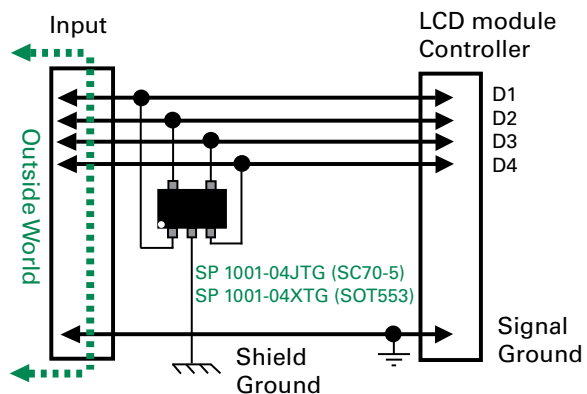 Input
LCD module
Controller
D1
D2
D3
D4
Outside World
SP 1001-04JTG (SC70-5)
SP 1001-04XTG (SOT553)
Shield
Ground
Signal
Ground